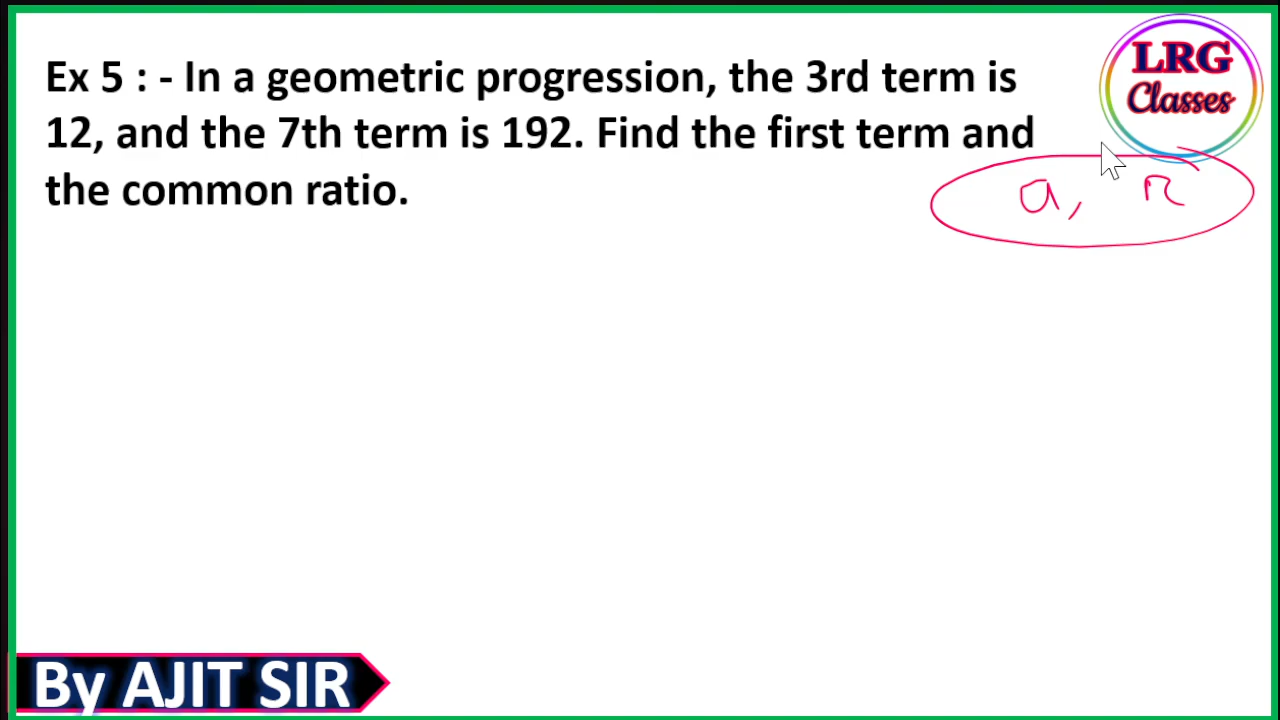 Ex 5 : - In a geometric progression, the 3rd term is
12, and the 7th term is 192. Find the first term and
the common ratio.
LRG
Classes
a, r
By AJIT SIR